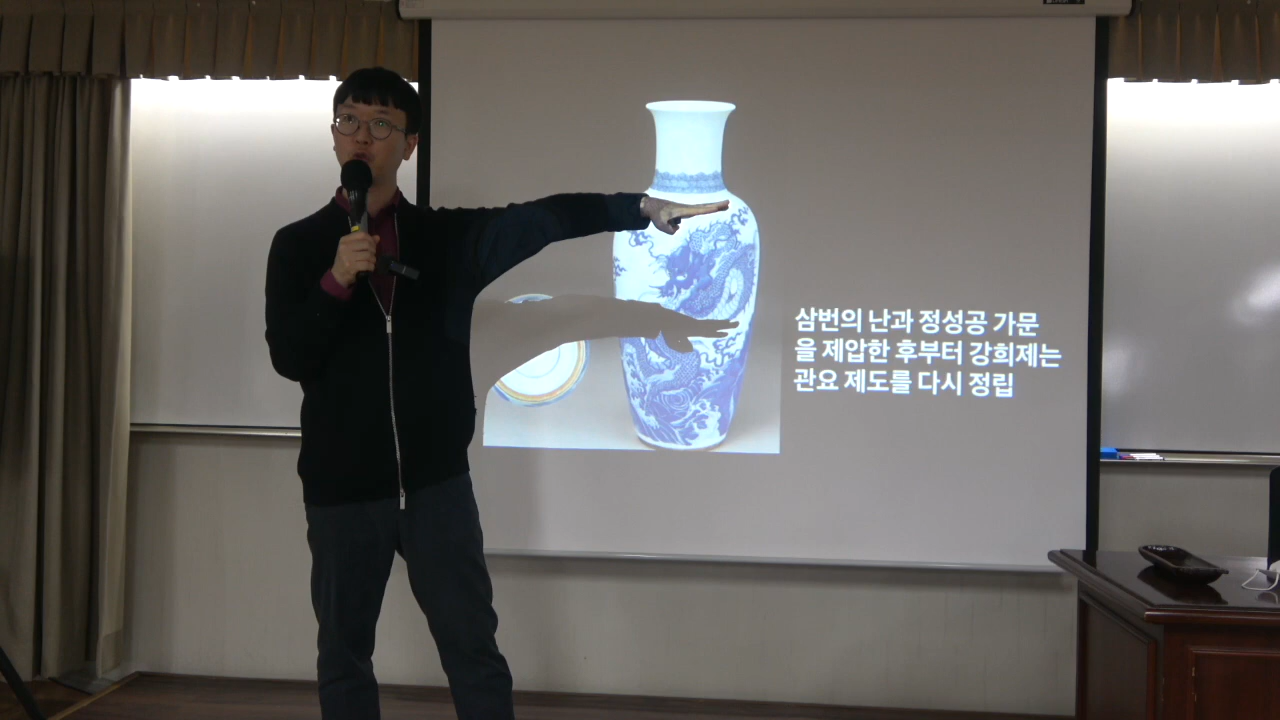 삼번의 난과 정성공 가문
을 제압한 후부터 강희제는
관요 제도를 다시 정립